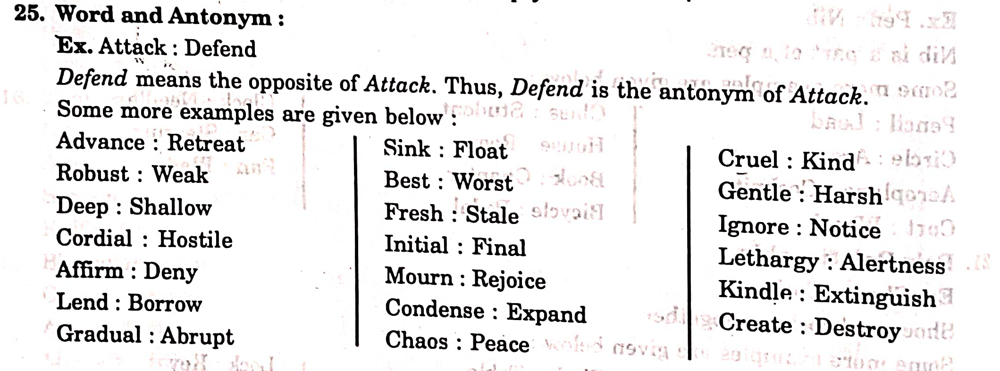 25. Word and Antonym :
Ex. Attack : Defend
Defend means the opposite of Attack. Thus, Defend is the antonym of Attack.
Some more examples are given below :
Advance : Retreat
Robust : Weak
Deep : Shallow
Cordial : Hostile
Affirm : Deny
Lend : Borrow
Gradual : Abrupt
Sink : Float
Best : Worst
Fresh : Stale
Initial : Final
Mourn : Rejoice
Condense : Expand
Chaos : Peace
Cruel : Kind
Gentle : Harsh
Ignore : Notice
Lethargy : Alertness
Kindle : Extinguish
Create : Destroy